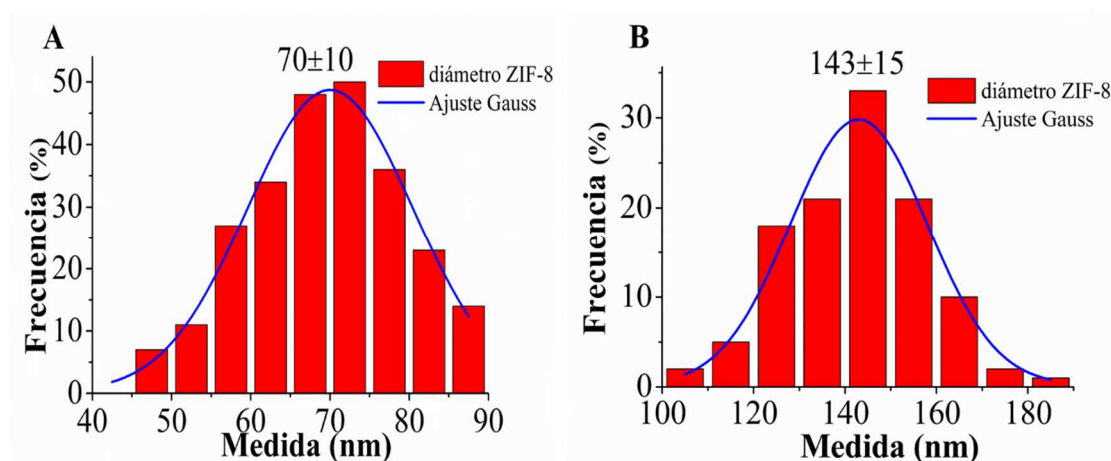 A
70±10
diámetro ZIF-8
Ajuste Gauss
Frecuencia (%)
50
40
30
20
10
0
40 50 60 70 80 90
Medida (nm)
B
143±15
diámetro ZIF-8
Ajuste Gauss
Frecuencia (%)
30
20
10
0
100 120 140 160 180
Medida (nm)